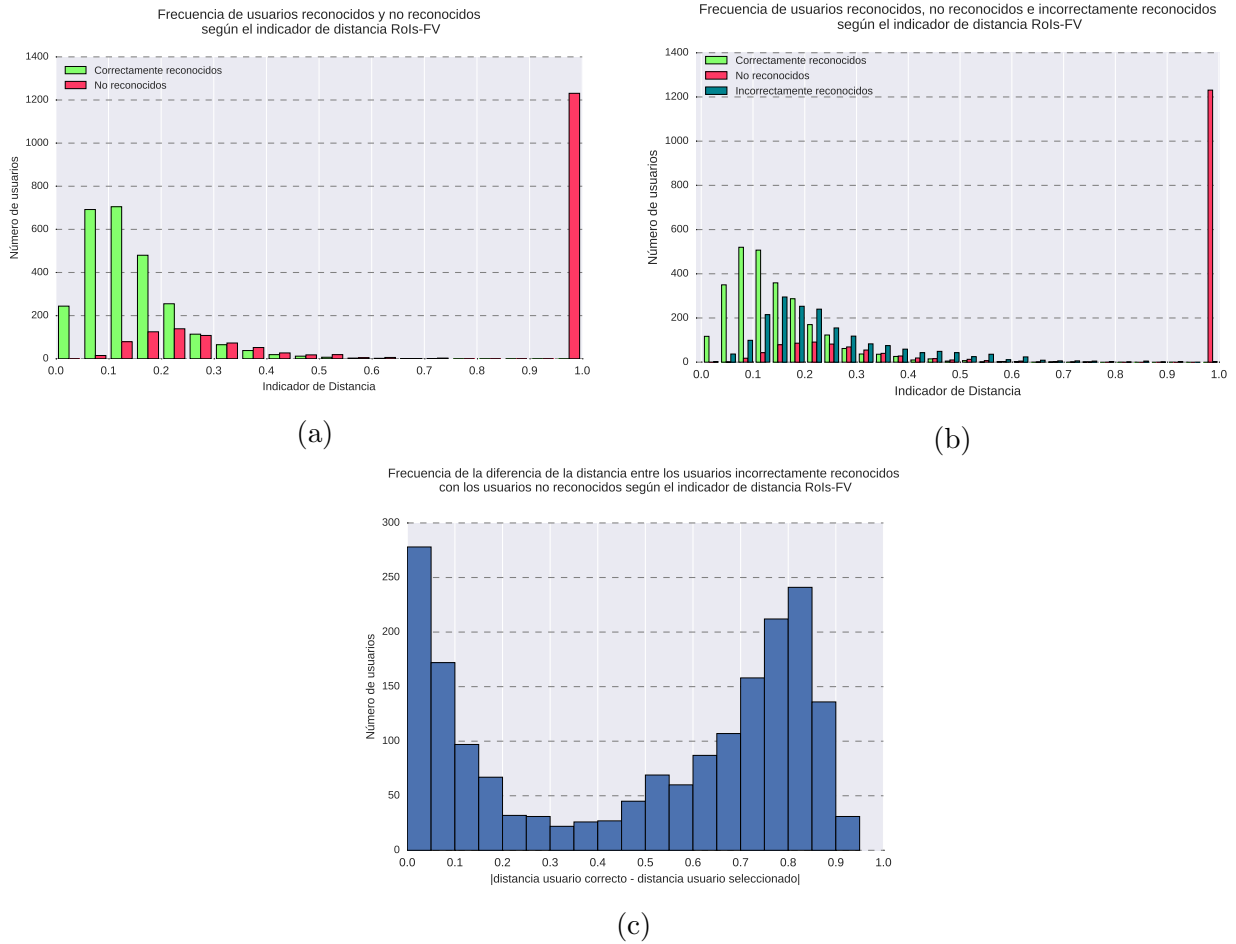 Frecuencia de usuarios reconocidos y no reconocidos
según el indicador de distancia RoIs-FV
1400
1200
1000
800
600
400
200
0
Número de usuarios
Correctamente reconocidos
No reconocidos
0.0 0.1 0.2 0.3 0.4 0.5 0.6 0.7 0.8 0.9 1.0
Indicador de Distancia
(a)
Frecuencia de usuarios reconocidos, no reconocidos e incorrectamente reconocidos
según el indicador de distancia RoIs-FV
1400
1200
1000
800
600
400
200
0
Número de usuarios
Correctamente reconocidos
No reconocidos
Incorrectamente reconocidos
0.0 0.1 0.2 0.3 0.4 0.5 0.6 0.7 0.8 0.9 1.0
Indicador de Distancia
(b)
Frecuencia de la diferencia de la distancia entre los usuarios incorrectamente reconocidos
con los usuarios no reconocidos según el indicador de distancia RoIs-FV
300
250
200
150
100
50
0
Número de usuarios
0.0 0.1 0.2 0.3 0.4 0.5 0.6 0.7 0.8 0.9 1.0
|distancia usuario correcto - distancia usuario seleccionado|
(c)